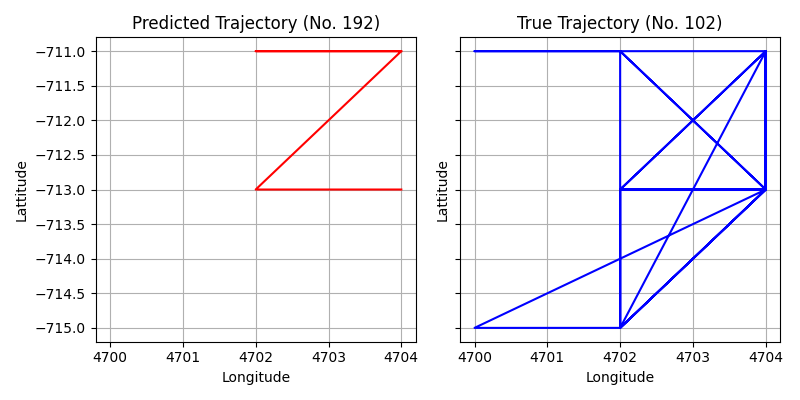 Predicted Trajectory (No. 192)
True Trajectory (No. 102)
−711.0
−711.5
−712.0
−712.5
−713.0
−713.5
−714.0
−714.5
−715.0
Lattitude
Lattitude
4700 4701 4702 4703 4704
4700 4701 4702 4703 4704
Longitude
Longitude